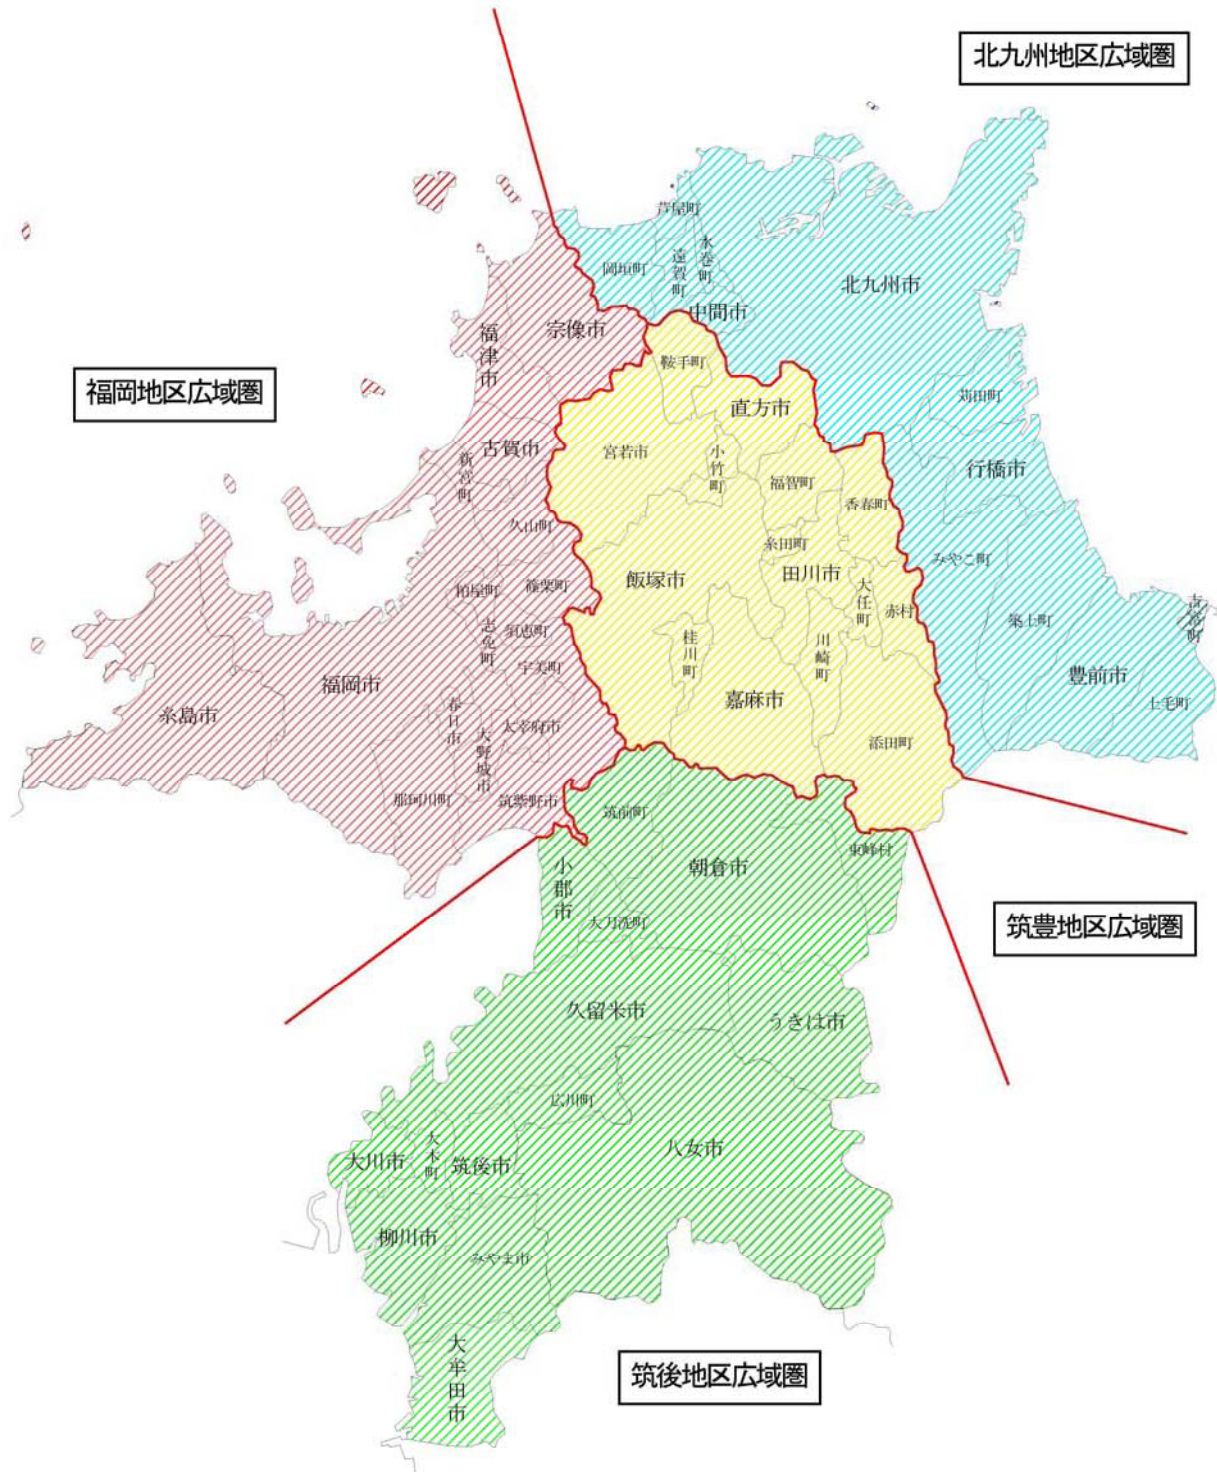 北九州地区広域圏
芦屋町
水巻町
遠賀町
岡垣町
北九州市
中間市
宗像市
福津市
鞍手町
福岡地区広域圏
苅田町
直方市
古賀市
宮若市
小竹町
行橋市
新宮町
福智町
香春町
久山町
糸田町
みやこ町
飯塚市
田川市
大任町
赤村
粕屋町
篠栗町
吉富町
築上町
須恵町
志免町
桂川町
川崎町
宇美町
豊前市
福岡市
嘉麻市
上毛町
糸島市
春日市
太宰府市
大野城市
添田町
那珂川町
筑紫野市
筑前町
東峰村
朝倉市
小郡市
大刀洗町
筑豊地区広域圏
久留米市
うきは市
広川町
八女市
大木町
大川市
筑後市
柳川市
みやま市
大牟田市
筑後地区広域圏